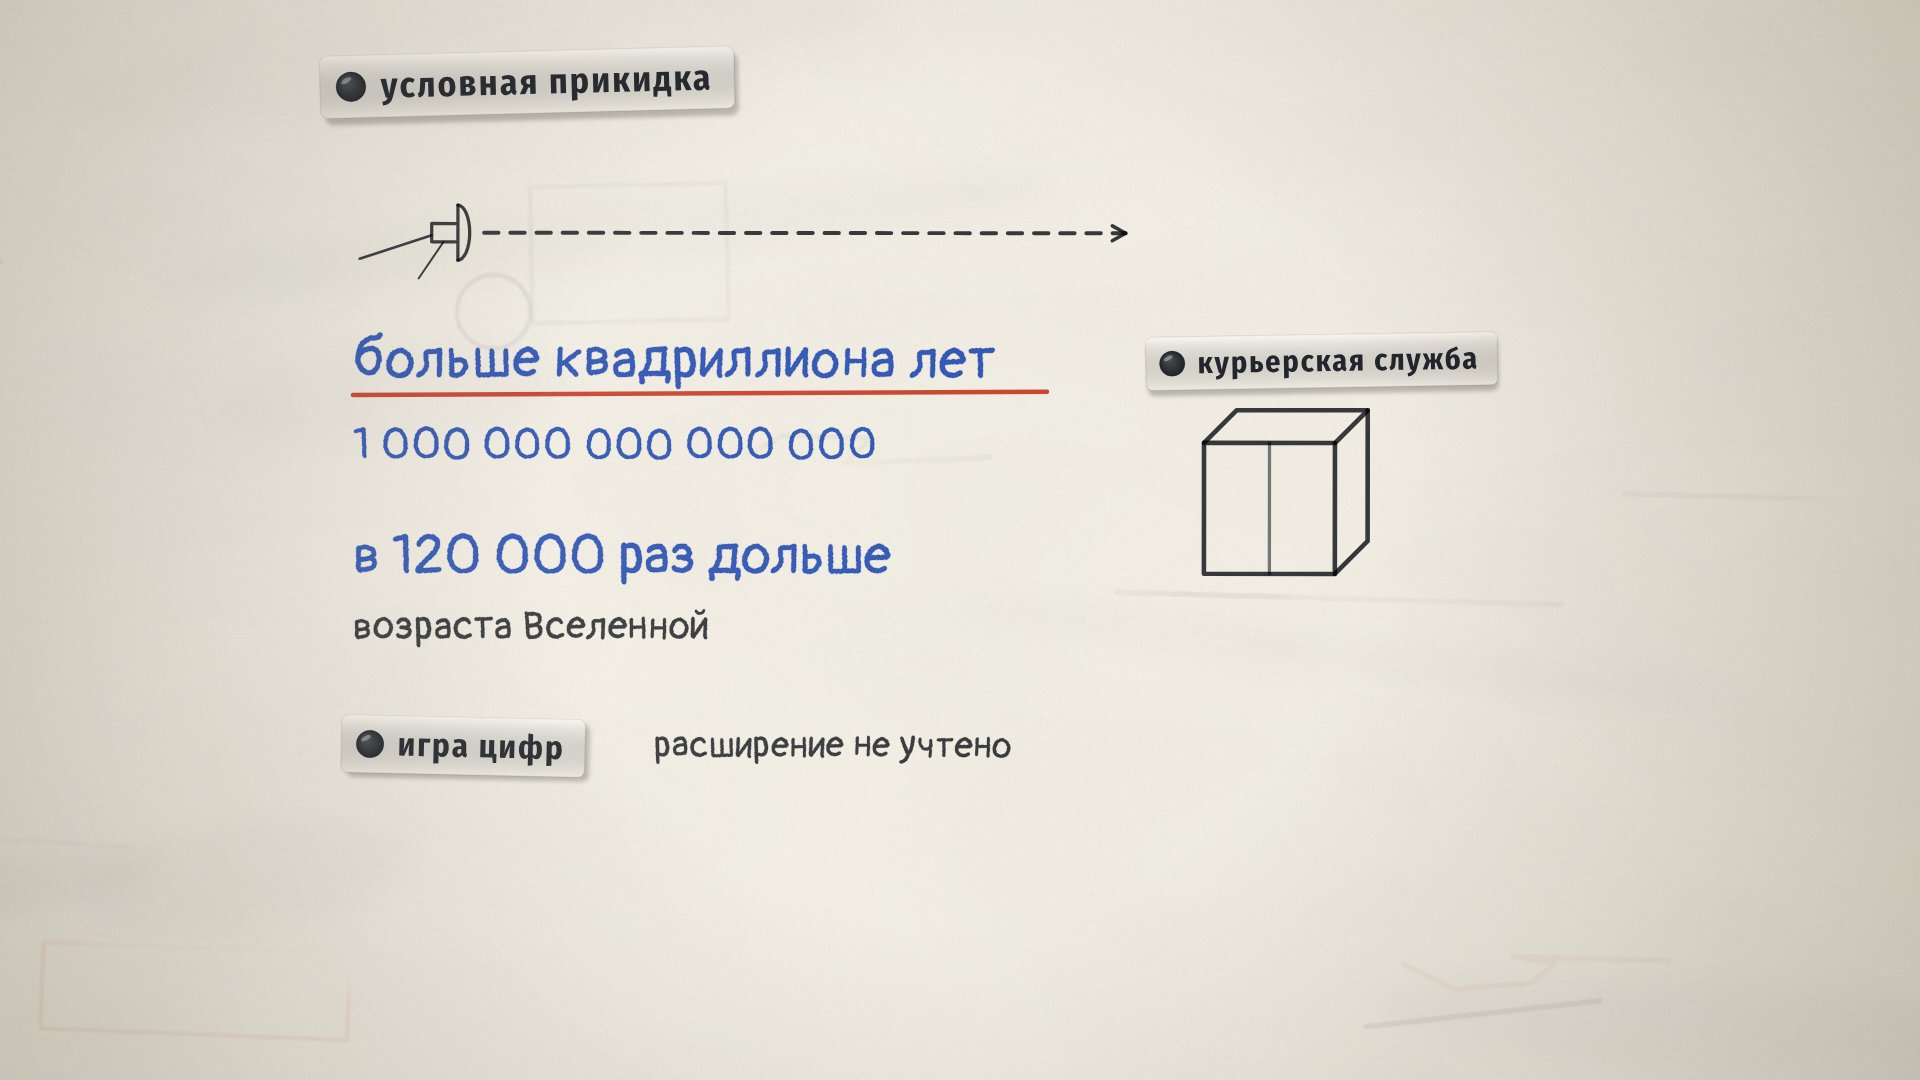 условная прикидка
больше квадриллиона лет
1 000 000 000 000 000
курьерская служба
в 120 000 раз дольше
возраста Вселенной
игра цифр
расширение не учтено